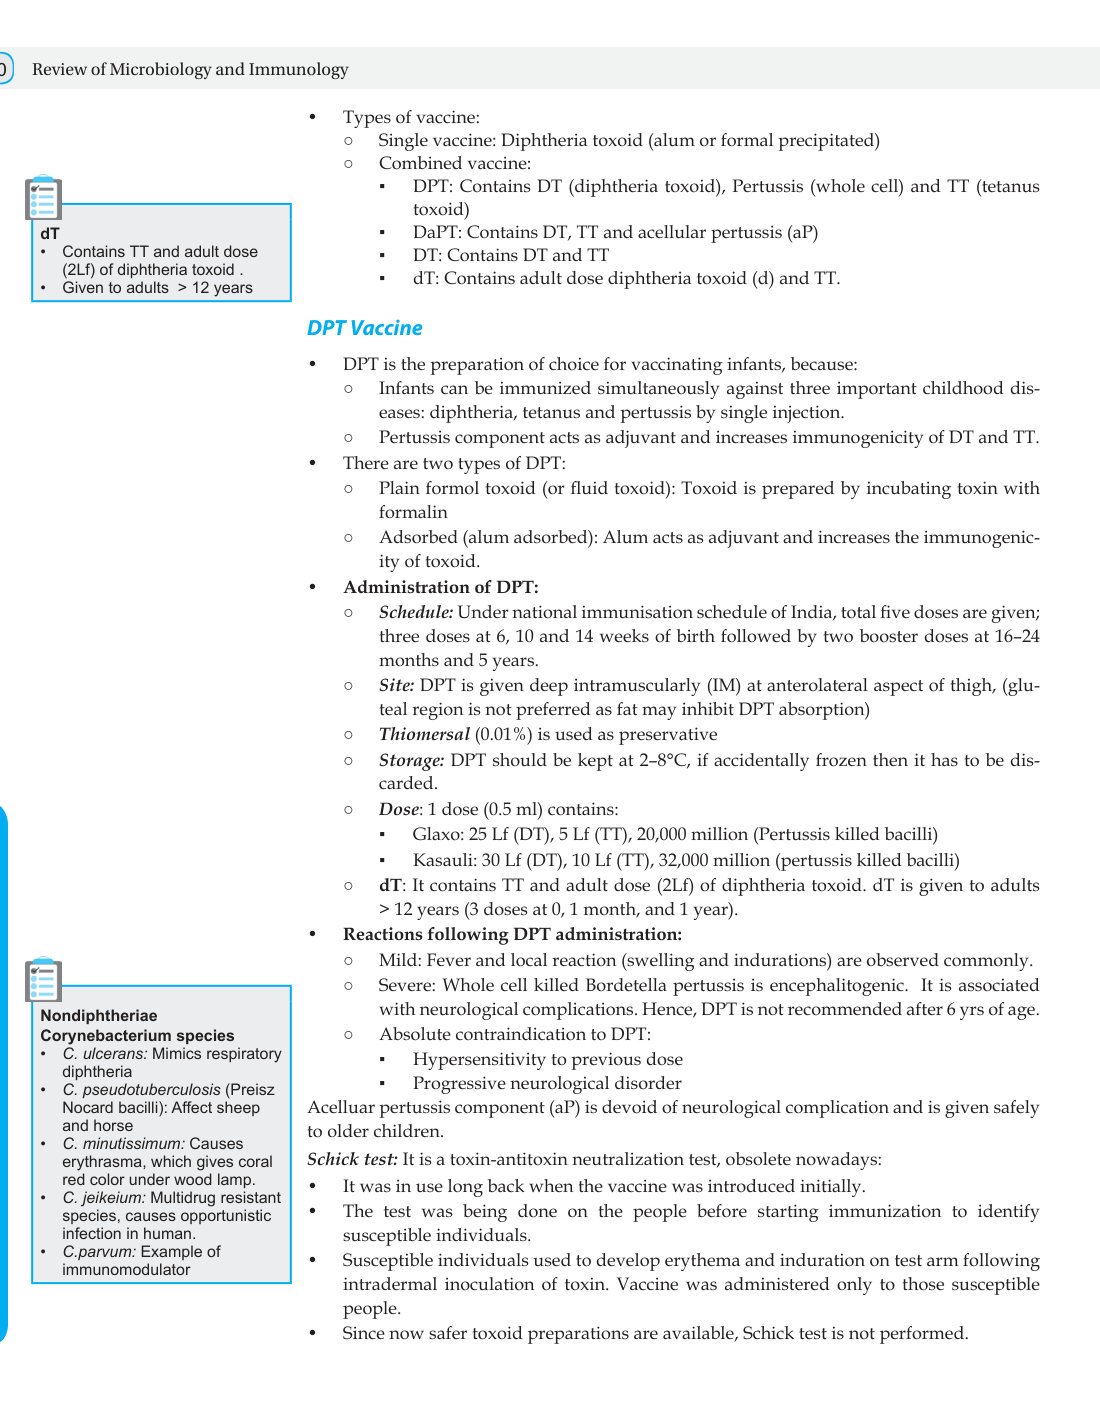 0 Review of Microbiology and Immunology
• Types of vaccine:
○ Single vaccine: Diphtheria toxoid (alum or formal precipitated)
○ Combined vaccine:
▪ DPT: Contains DT (diphtheria toxoid), Pertussis (whole cell) and TT (tetanus
toxoid)
▪ DaPT: Contains DT, TT and acellular pertussis (aP)
▪ DT: Contains DT and TT
▪ dT: Contains adult dose diphtheria toxoid (d) and TT.
dT
• Contains TT and adult dose
(2Lf) of diphtheria toxoid .
• Given to adults > 12 years
DPT Vaccine
• DPT is the preparation of choice for vaccinating infants, because:
○ Infants can be immunized simultaneously against three important childhood dis-
eases: diphtheria, tetanus and pertussis by single injection.
○ Pertussis component acts as adjuvant and increases immunogenicity of DT and TT.
• There are two types of DPT:
○ Plain formol toxoid (or fluid toxoid): Toxoid is prepared by incubating toxin with
formalin
○ Adsorbed (alum adsorbed): Alum acts as adjuvant and increases the immunogenic-
ity of toxoid.
• Administration of DPT:
○ Schedule: Under national immunisation schedule of India, total five doses are given;
three doses at 6, 10 and 14 weeks of birth followed by two booster doses at 16–24
months and 5 years.
○ Site: DPT is given deep intramuscularly (IM) at anterolateral aspect of thigh, (glu-
teal region is not preferred as fat may inhibit DPT absorption)
○ Thiomersal (0.01%) is used as preservative
○ Storage: DPT should be kept at 2–8°C, if accidentally frozen then it has to be dis-
carded.
○ Dose: 1 dose (0.5 ml) contains:
▪ Glaxo: 25 Lf (DT), 5 Lf (TT), 20,000 million (Pertussis killed bacilli)
▪ Kasauli: 30 Lf (DT), 10 Lf (TT), 32,000 million (pertussis killed bacilli)
○ dT: It contains TT and adult dose (2Lf) of diphtheria toxoid. dT is given to adults
> 12 years (3 doses at 0, 1 month, and 1 year).
• Reactions following DPT administration:
○ Mild: Fever and local reaction (swelling and indurations) are observed commonly.
○ Severe: Whole cell killed Bordetella pertussis is encephalitogenic. It is associated
with neurological complications. Hence, DPT is not recommended after 6 yrs of age.
○ Absolute contraindication to DPT:
▪ Hypersensitivity to previous dose
▪ Progressive neurological disorder
Acelluar pertussis component (aP) is devoid of neurological complication and is given safely
to older children.
Schick test: It is a toxin-antitoxin neutralization test, obsolete nowadays:
• It was in use long back when the vaccine was introduced initially.
• The test was being done on the people before starting immunization to identify
susceptible individuals.
• Susceptible individuals used to develop erythema and induration on test arm following
intradermal inoculation of toxin. Vaccine was administered only to those susceptible
people.
• Since now safer toxoid preparations are available, Schick test is not performed.
Nondiphtheriae
Corynebacterium species
• C. ulcerans: Mimics respiratory
diphtheria
• C. pseudotuberculosis (Preisz
Nocard bacilli): Affect sheep
and horse
• C. minutissimum: Causes
erythrasma, which gives coral
red color under wood lamp.
• C. jeikeium: Multidrug resistant
species, causes opportunistic
infection in human.
• C.parvum: Example of
immunomodulator